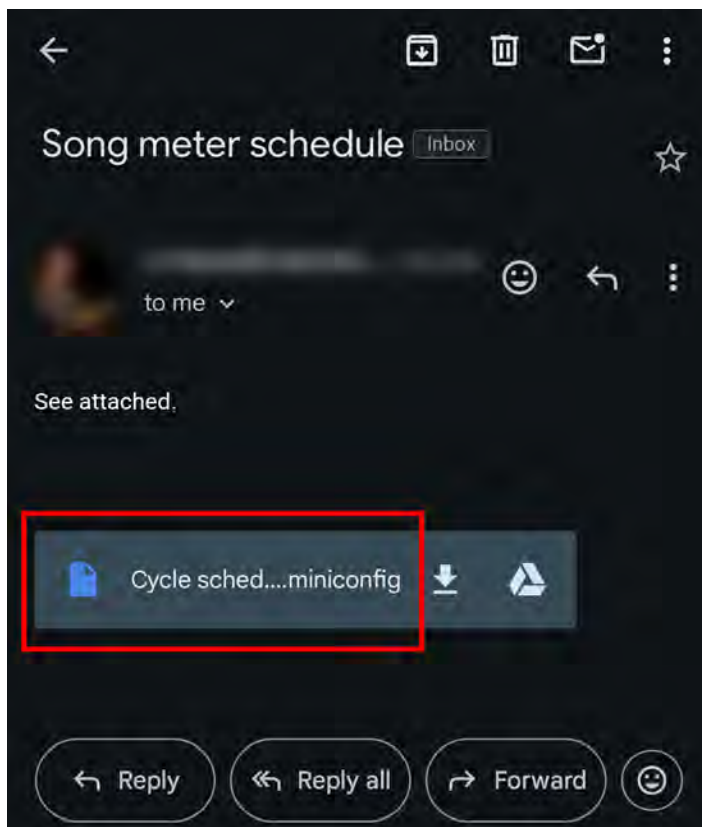 Song meter schedule Inbox
to me
See attached.
Cycle sched....miniconfig
Reply Reply all Forward